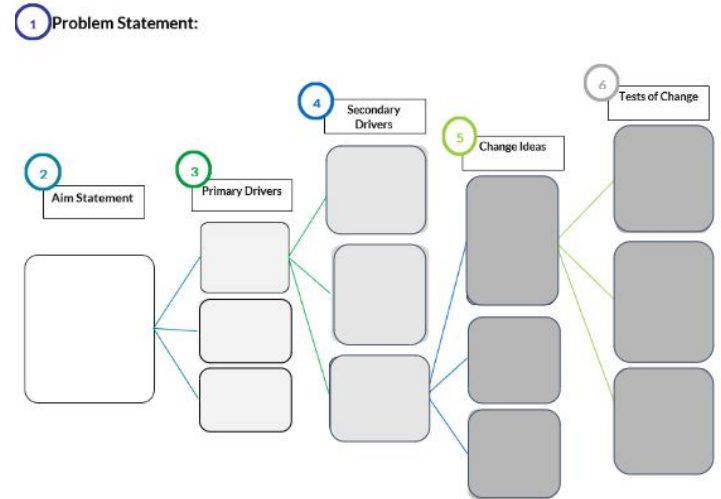 1 Problem Statement:
2
Aim Statement
3
Primary Drivers
4
Secondary
Drivers
5
Change Ideas
6
Tests of Change